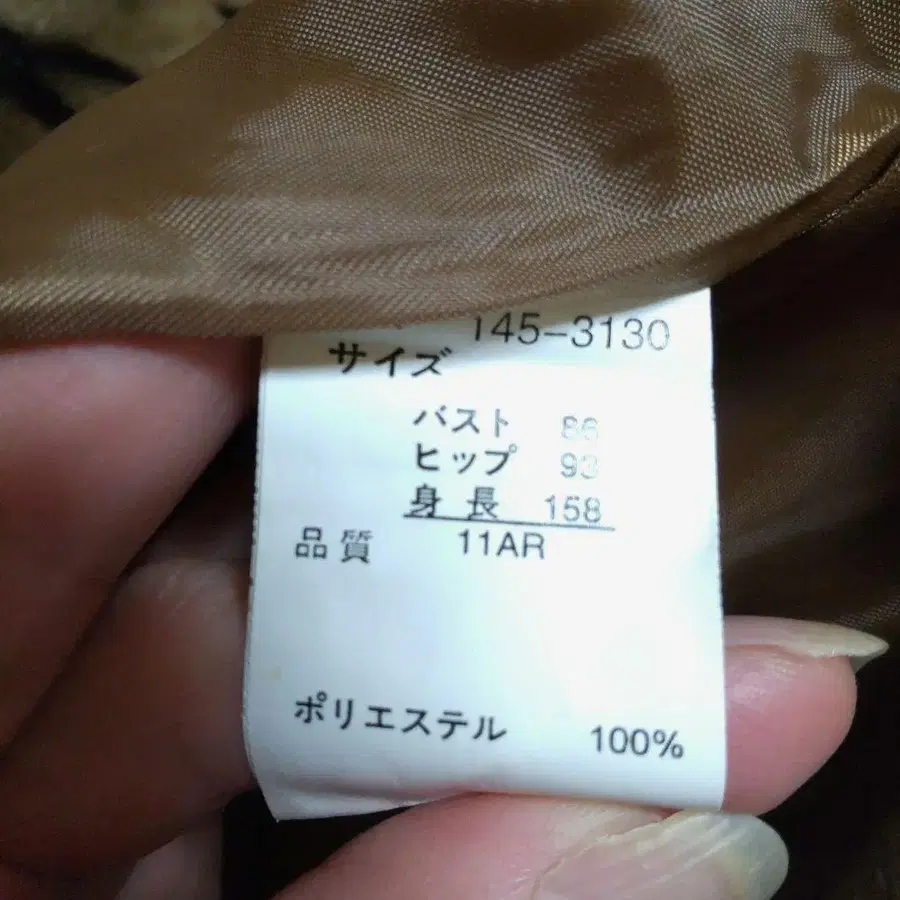 145-3130
サイズ
バスト 86
ヒップ 93
身長 158
11AR
品質
ポリエステル 100%